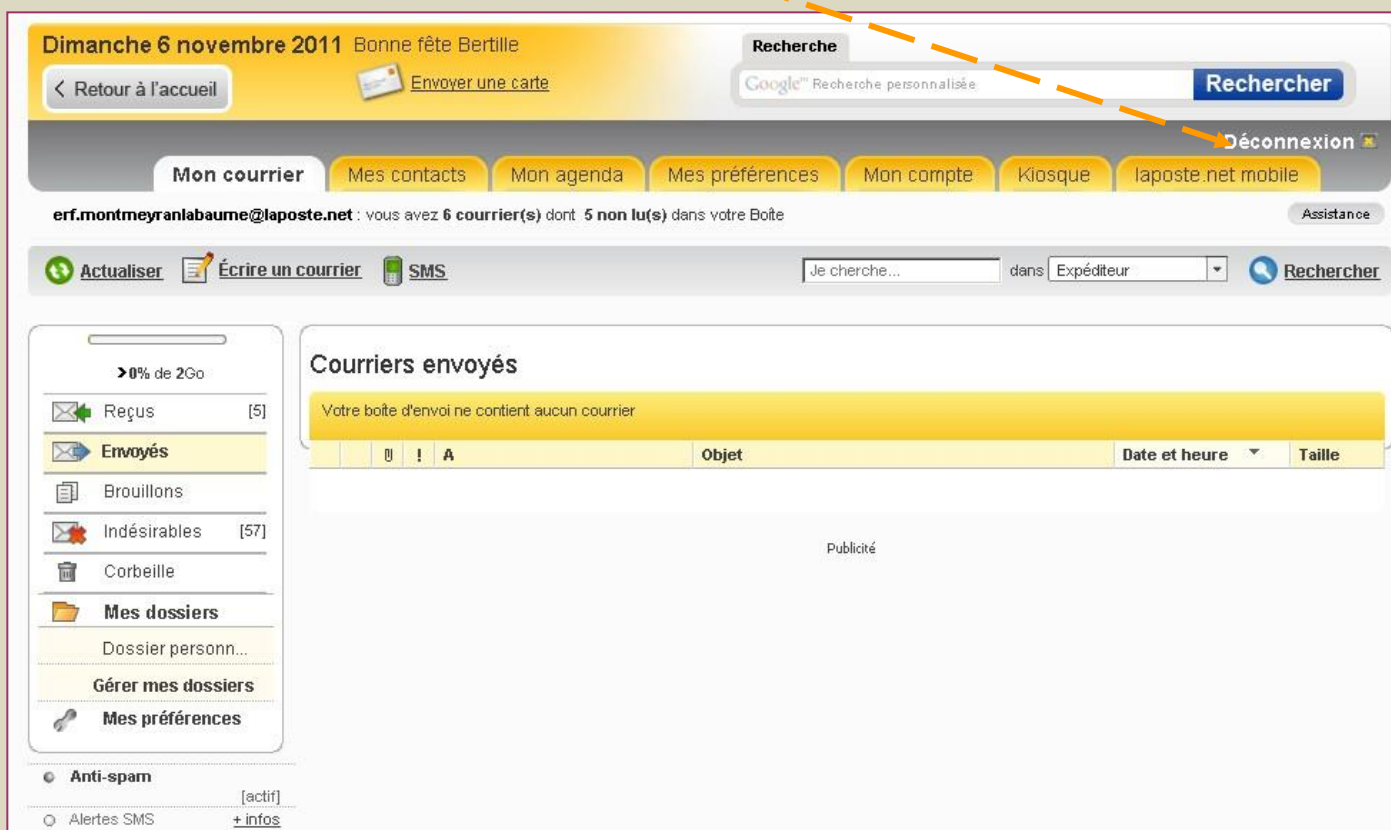 Dimanche 6 novembre 2011 Bonne fête Bertille
Recherche
Retour à l'accueil
Envoyer une carte
Google™ Recherche personnalisée
Rechercher
Déconnexion
Mon courrier Mes contacts Mon agenda Mes préférences Mon compte Kiosque laposte.net mobile
erf.montmeyranlabaume@laposte.net : vous avez 6 courrier(s) dont 5 non lu(s) dans votre Boîte
Assistance
Actualiser Écrire un courrier SMS
Je cherche... dans Expéditeur Rechercher
>0% de 2Go
Reçus [5]
Envoyés
Brouillons
Indésirables [57]
Corbeille
Mes dossiers
Dossier personn...
Gérer mes dossiers
Mes préférences
Anti-spam
[actif]
Alertes SMS + infos
Courriers envoyés
Votre boîte d'envoi ne contient aucun courrier
! A Objet Date et heure Taille
Publicité